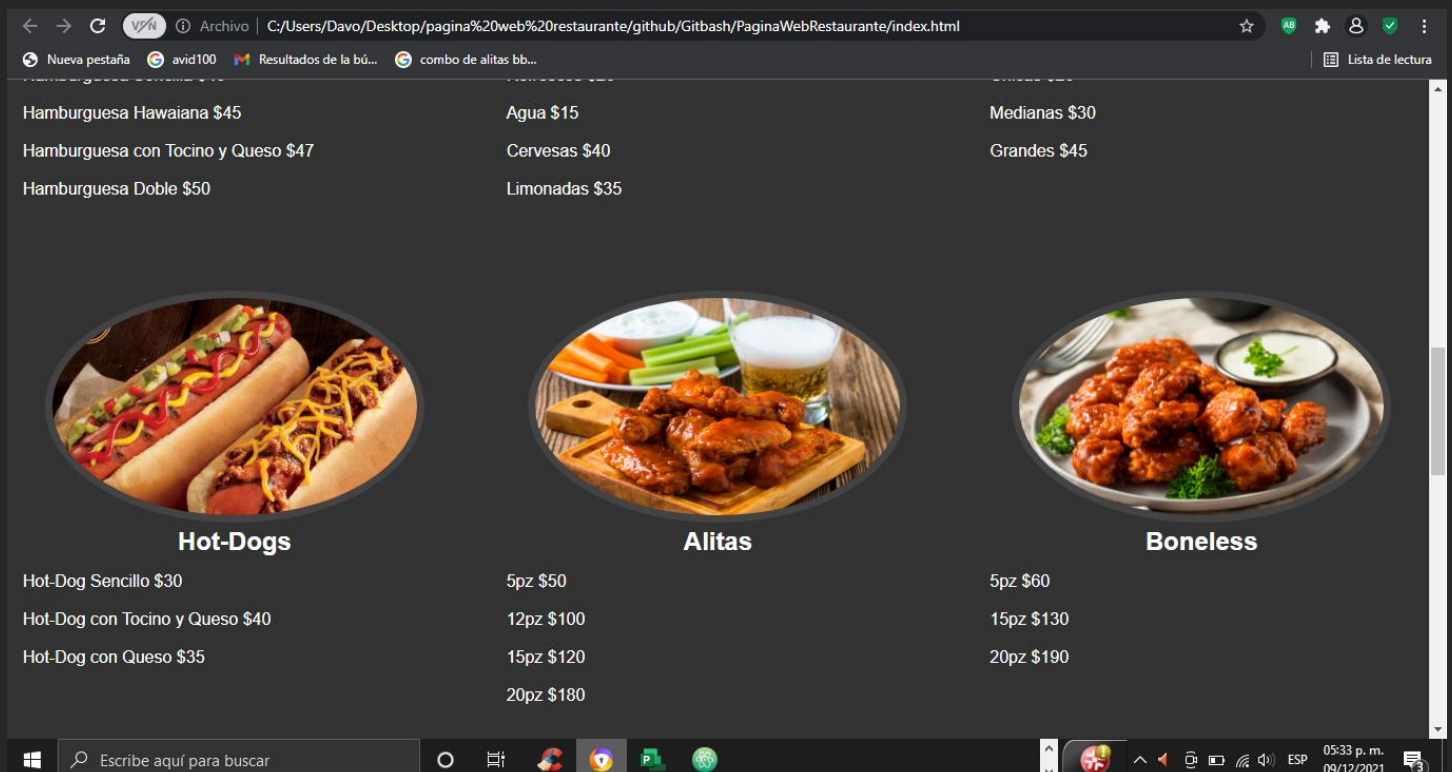 VPN Archivo C:/Users/Davo/Desktop/pagina%20web%20restaurante/github/Gitbash/PaginaWebRestaurante/index.html
Nueva pestaña avid100 Resultados de la bú... combo de alitas bb... Lista de lectura
Hamburguesa Hawaiana $45
Hamburguesa con Tocino y Queso $47
Hamburguesa Doble $50
Agua $15
Cervesas $40
Limonadas $35
Medianas $30
Grandes $45
Hot-Dogs
Hot-Dog Sencillo $30
Hot-Dog con Tocino y Queso $40
Hot-Dog con Queso $35
Alitas
5pz $50
12pz $100
15pz $120
20pz $180
Boneless
5pz $60
15pz $130
20pz $190
Escribe aquí para buscar
ESP
05:33 p. m.
09/12/2021
3